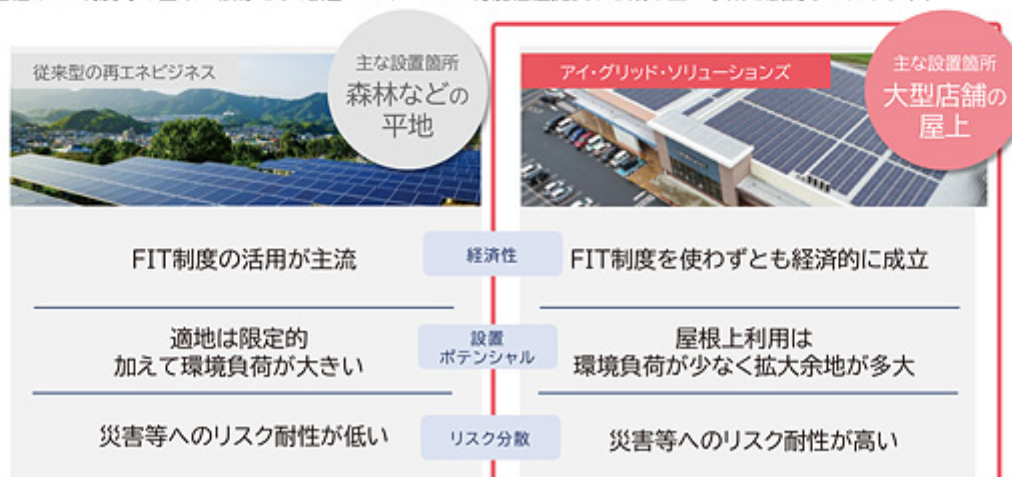 従来型の再エネビジネス
主な設置箇所
森林などの
平地
アイ・グリッド・ソリューションズ
主な設置箇所
大型店舗の
屋上
FIT制度の活用が主流
経済性
FIT制度を使わずとも経済的に成立
適地は限定的
加えて環境負荷が大きい
設置
ポテンシャル
屋根上利用は
環境負荷が少なく拡大余地が多大
災害等へのリスク耐性が低い
リスク分散
災害等へのリスク耐性が高い